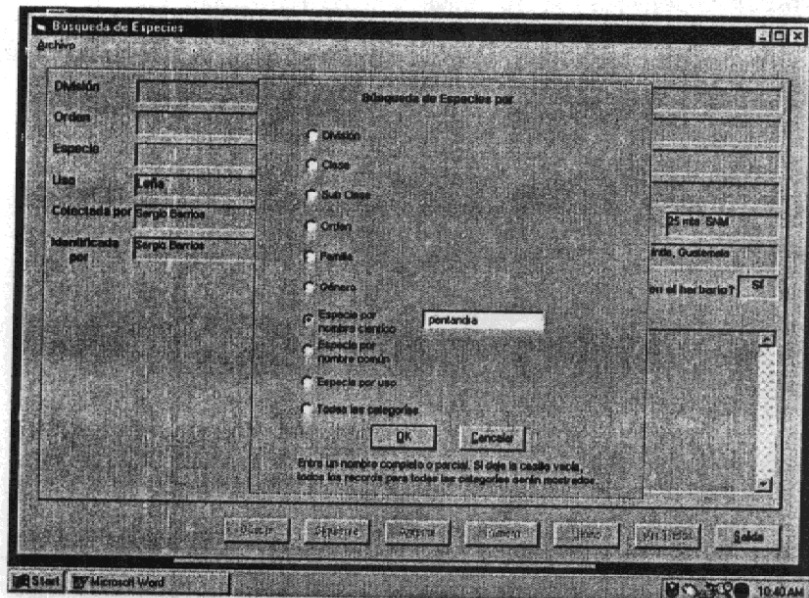 Búsqueda de Especies
Archivo
División
Orden
Especie
Uso Leña
Colectada por Sergio Berrios
Identificada por Sergio Berrios
25 mts SNM
Guatemala
en el herbario? Sí
Búsqueda de Especies por
División
Clase
Sub Clase
Orden
Familia
Género
Especie por
nombre científico
pentandra
Especie por
nombre común
Especie por uso
Todas las categorías
OK Cancelar
Entre un nombre completo o parcial. Si deja la casilla vacía,
todos los records para todas las categorías serán mostrados
Salida
Start Microsoft Word 10:40 AM